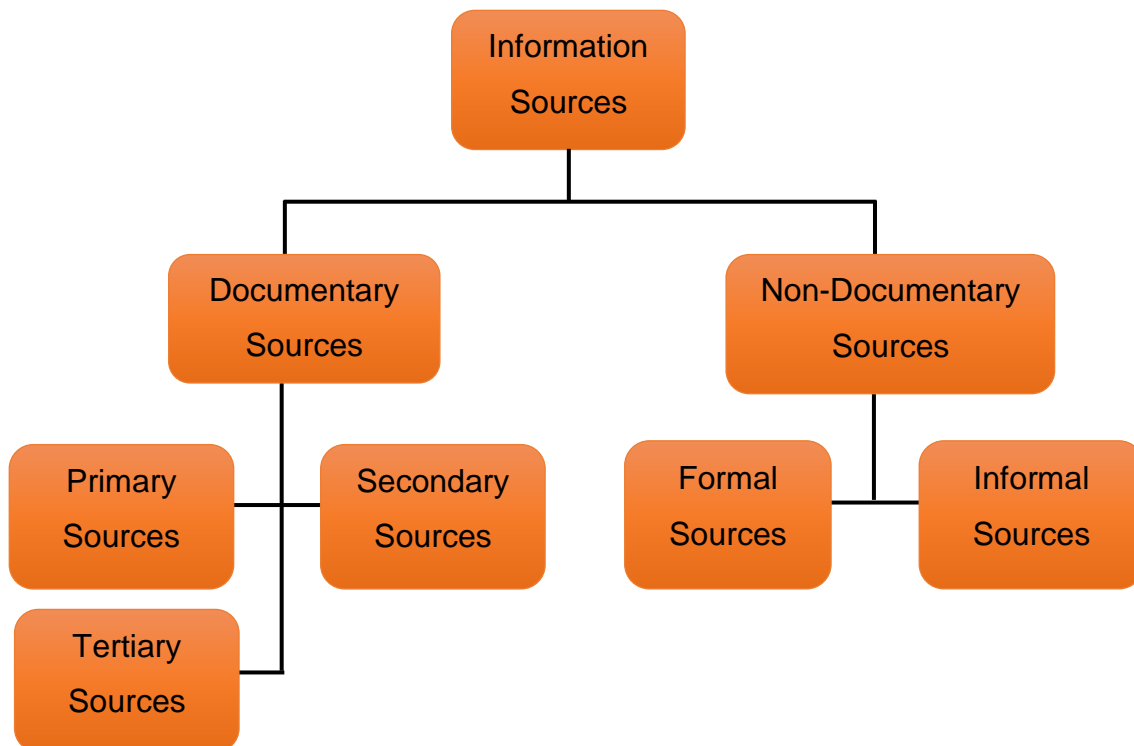 Information
Sources
Documentary
Sources
Non-Documentary
Sources
Primary
Sources
Secondary
Sources
Formal
Sources
Informal
Sources
Tertiary
Sources